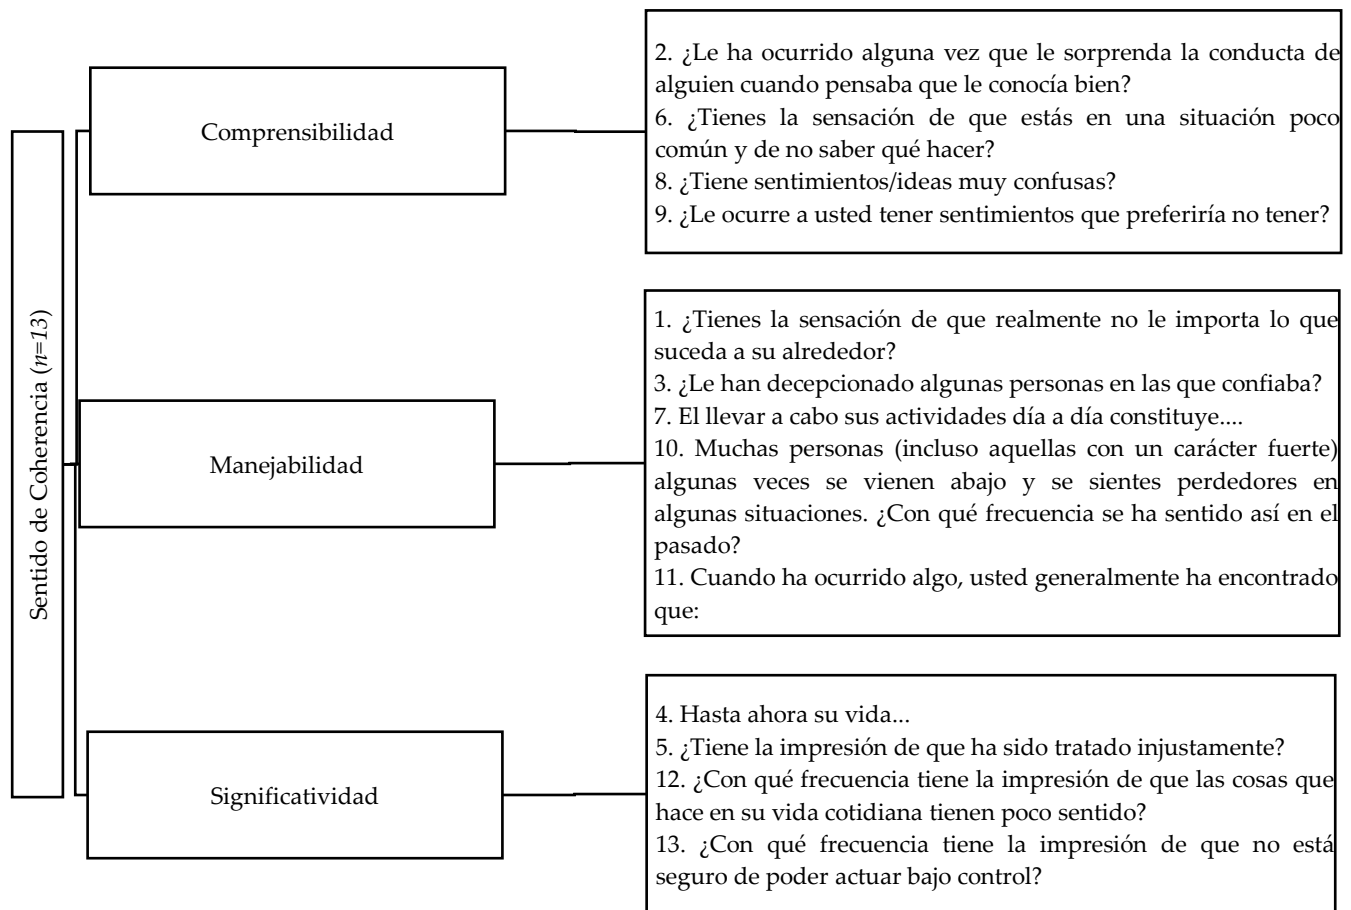 Sentido de Coherencia (n=13)
Comprensibilidad
2. ¿Le ha ocurrido alguna vez que le sorprenda la conducta de
alguien cuando pensaba que le conocía bien?
6. ¿Tienes la sensación de que estás en una situación poco
común y de no saber qué hacer?
8. ¿Tiene sentimientos/ideas muy confusas?
9. ¿Le ocurre a usted tener sentimientos que preferiría no tener?
Manejabilidad
1. ¿Tienes la sensación de que realmente no le importa lo que
suceda a su alrededor?
3. ¿Le han decepcionado algunas personas en las que confiaba?
7. El llevar a cabo sus actividades día a día constituye....
10. Muchas personas (incluso aquellas con un carácter fuerte)
algunas veces se vienen abajo y se sientes perdedores en
algunas situaciones. ¿Con qué frecuencia se ha sentido así en el
pasado?
11. Cuando ha ocurrido algo, usted generalmente ha encontrado
que:
Significatividad
4. Hasta ahora su vida...
5. ¿Tiene la impresión de que ha sido tratado injustamente?
12. ¿Con qué frecuencia tiene la impresión de que las cosas que
hace en su vida cotidiana tienen poco sentido?
13. ¿Con qué frecuencia tiene la impresión de que no está
seguro de poder actuar bajo control?